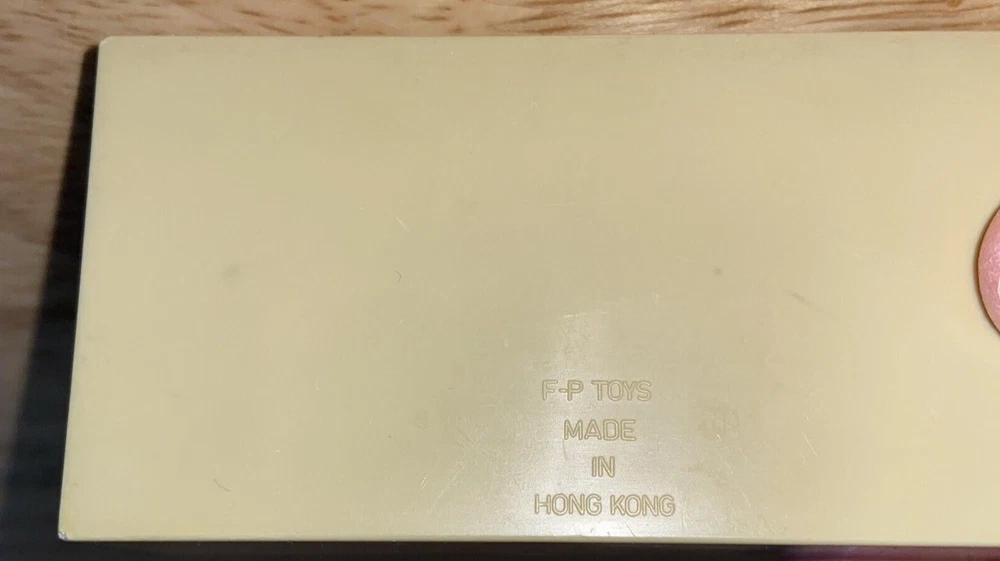 F-P TOYS
MADE
IN
HONG KONG